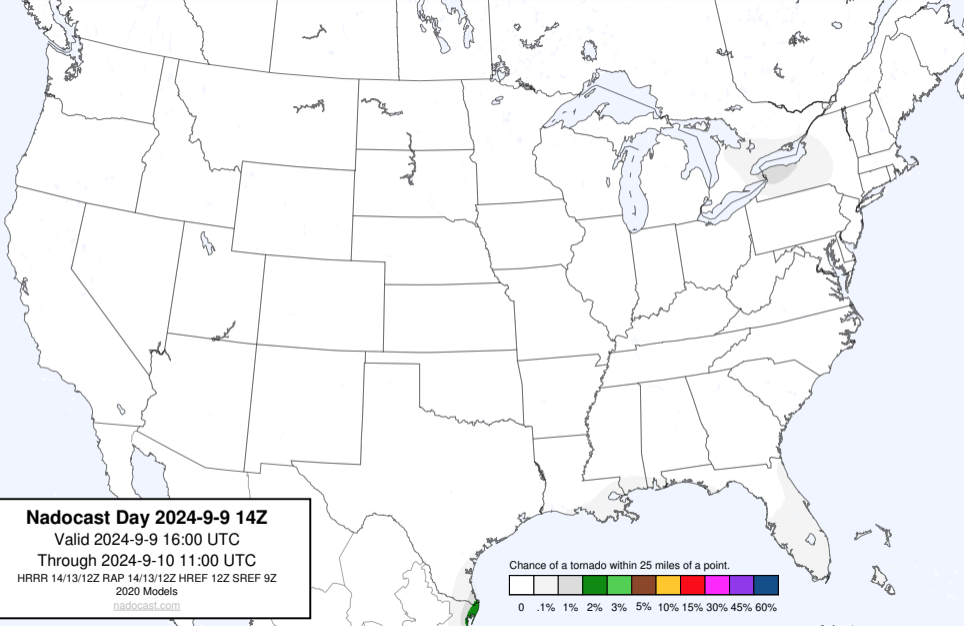 Nadocast Day 2024-9-9 14Z
Valid 2024-9-9 16:00 UTC
Through 2024-9-10 11:00 UTC
HRRR 14/13/12Z RAP 14/13/12Z HREF 12Z SREF 9Z
2020 Models
nadocast.com
Chance of a tornado within 25 miles of a point.
0 .1% 1% 2% 3% 5% 10% 15% 30% 45% 60%